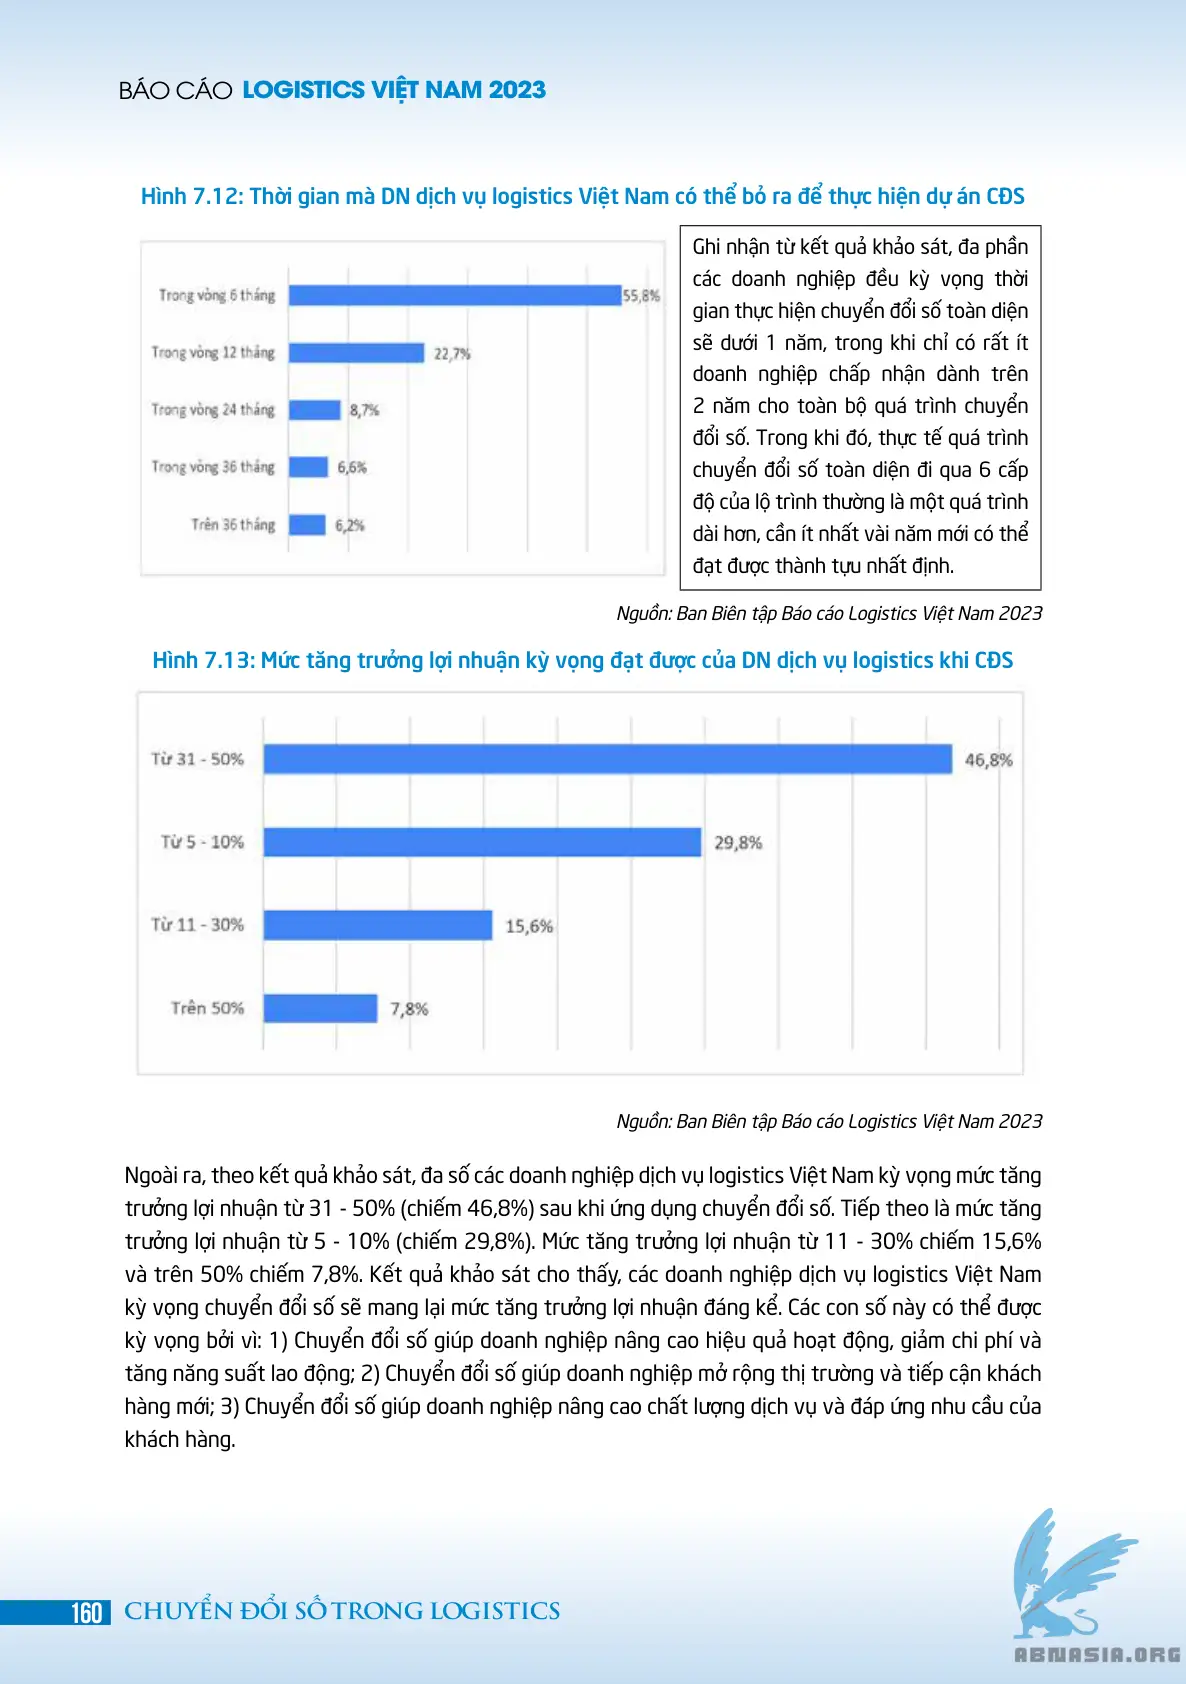 BÁO CÁO LOGISTICS VIỆT NAM 2023
Hình 7.12: Thời gian mà DN dịch vụ logistics Việt Nam có thể bỏ ra để thực hiện dự án CĐS
Trong vòng 6 tháng 55,8%
Trong vòng 12 tháng 22,7%
Trong vòng 24 tháng 8,7%
Trong vòng 36 tháng 6,6%
Trên 36 tháng 6,2%
Ghi nhận từ kết quả khảo sát, đa phần
các doanh nghiệp đều kỳ vọng thời
gian thực hiện chuyển đổi số toàn diện
sẽ dưới 1 năm, trong khi chỉ có rất ít
doanh nghiệp chấp nhận dành trên
2 năm cho toàn bộ quá trình chuyển
đổi số. Trong khi đó, thực tế quá trình
chuyển đổi số toàn diện đi qua 6 cấp
độ của lộ trình thường là một quá trình
dài hơn, cần ít nhất vài năm mới có thể
đạt được thành tựu nhất định.
Nguồn: Ban Biên tập Báo cáo Logistics Việt Nam 2023
Hình 7.13: Mức tăng trưởng lợi nhuận kỳ vọng đạt được của DN dịch vụ logistics khi CĐS
Từ 31 - 50% 46,8%
Từ 5 - 10% 29,8%
Từ 11 - 30% 15,6%
Trên 50% 7,8%
Nguồn: Ban Biên tập Báo cáo Logistics Việt Nam 2023
Ngoài ra, theo kết quả khảo sát, đa số các doanh nghiệp dịch vụ logistics Việt Nam kỳ vọng mức tăng
trưởng lợi nhuận từ 31 - 50% (chiếm 46,8%) sau khi ứng dụng chuyển đổi số. Tiếp theo là mức tăng
trưởng lợi nhuận từ 5 - 10% (chiếm 29,8%). Mức tăng trưởng lợi nhuận từ 11 - 30% chiếm 15,6%
và trên 50% chiếm 7,8%. Kết quả khảo sát cho thấy, các doanh nghiệp dịch vụ logistics Việt Nam
kỳ vọng chuyển đổi số sẽ mang lại mức tăng trưởng lợi nhuận đáng kể. Các con số này có thể được
kỳ vọng bởi vì: 1) Chuyển đổi số giúp doanh nghiệp nâng cao hiệu quả hoạt động, giảm chi phí và
tăng năng suất lao động; 2) Chuyển đổi số giúp doanh nghiệp mở rộng thị trường và tiếp cận khách
hàng mới; 3) Chuyển đổi số giúp doanh nghiệp nâng cao chất lượng dịch vụ và đáp ứng nhu cầu của
khách hàng.
160 CHUYỂN ĐỔI SỐ TRONG LOGISTICS
ABMASIA.ORG